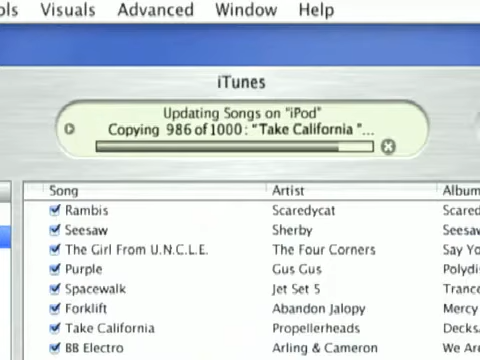 ols Visuals Advanced Window Help
iTunes
Updating Songs on "iPod"
Copying 986 of 1000: "Take California "...
Song Artist Album
Rambis Scaredycat Scared
Seesaw Sherby Seesaw
The Girl From U.N.C.L.E. The Four Corners Say Yo
Purple Gus Gus Polydi
Spacewalk Jet Set 5 Trance
Forklift Abandon Jalopy Mercy
Take California Propellerheads Decks
BB Electro Arling & Cameron We Ar